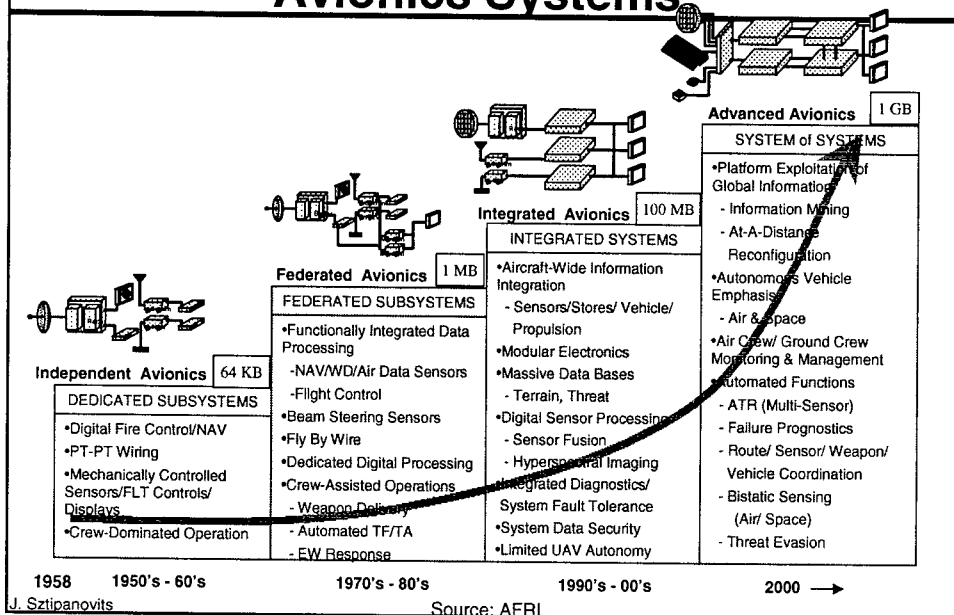 Avionics Systems
Independent Avionics
64 KB
DEDICATED SUBSYSTEMS
•Digital Fire Control/NAV
•PT-PT Wiring
•Mechanically Controlled
Sensors/FLT Controls/
Displays
•Crew-Dominated Operation
Federated Avionics
1 MB
FEDERATED SUBSYSTEMS
•Functionally Integrated Data
Processing
-NAV/WD/Air Data Sensors
-Flight Control
•Beam Steering Sensors
•Fly By Wire
•Dedicated Digital Processing
•Crew-Assisted Operations
- Weapon Delivery
- Automated TF/TA
- EW Response
Integrated Avionics
100 MB
INTEGRATED SYSTEMS
•Aircraft-Wide Information
Integration
- Sensors/Stores/ Vehicle/
Propulsion
•Modular Electronics
•Massive Data Bases
- Terrain, Threat
•Digital Sensor Processing
- Sensor Fusion
- Hyperspectral Imaging
•Integrated Diagnostics/
System Fault Tolerance
•System Data Security
•Limited UAV Autonomy
Advanced Avionics
1 GB
SYSTEM of SYSTEMS
•Platform Exploitation of
Global Information
- Information Mining
- At-A-Distance
Reconfiguration
•Autonomous Vehicle
Emphasis
- Air & Space
•Air Crew/ Ground Crew
Monitoring & Management
•Automated Functions
- ATR (Multi-Sensor)
- Failure Prognostics
- Route/ Sensor/ Weapon/
Vehicle Coordination
- Bistatic Sensing
(Air/ Space)
- Threat Evasion
1958 1950's - 60's 1970's - 80's 1990's - 00's 2000
J. Sztipanovits
Source: AFRL